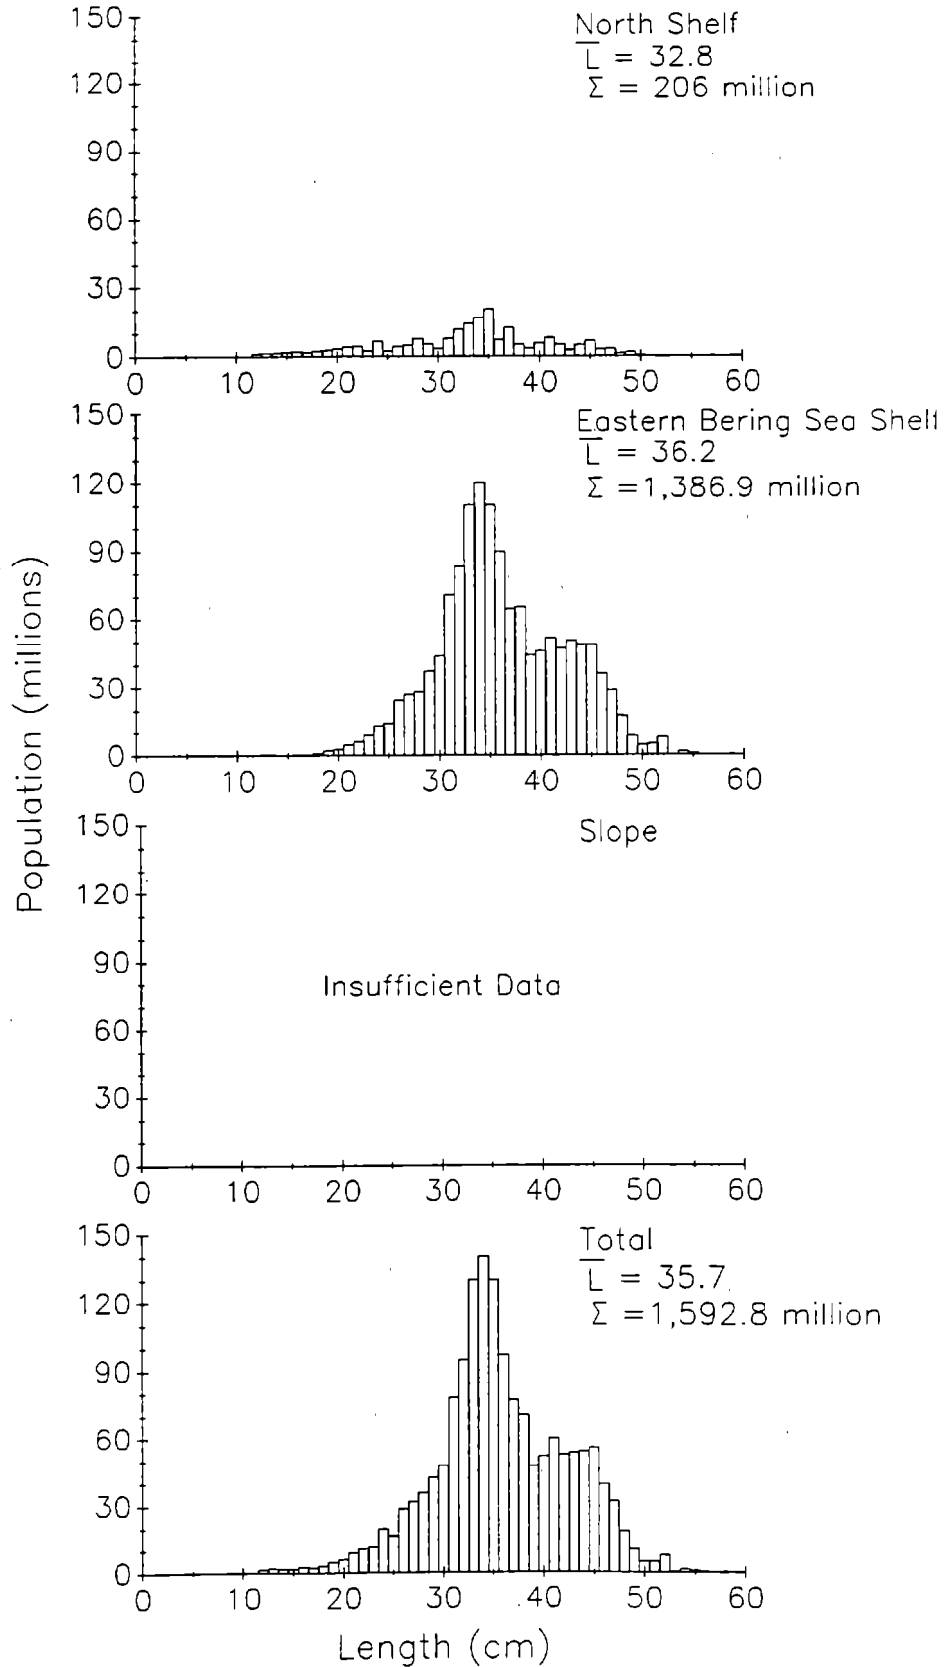 150
120
90
60
30
0
North Shelf
L = 32.8
Σ = 206 million
0 10 20 30 40 50 60
150
120
90
60
30
0
Eastern Bering Sea Shelf
L = 36.2
Σ =1,386.9 million
0 10 20 30 40 50 60
Population (millions)
150
120
90
60
30
0
Slope
Insufficient Data
0 10 20 30 40 50 60
150
120
90
60
30
0
Total
L = 35.7
Σ =1,592.8 million
0 10 20 30 40 50 60
Length (cm)